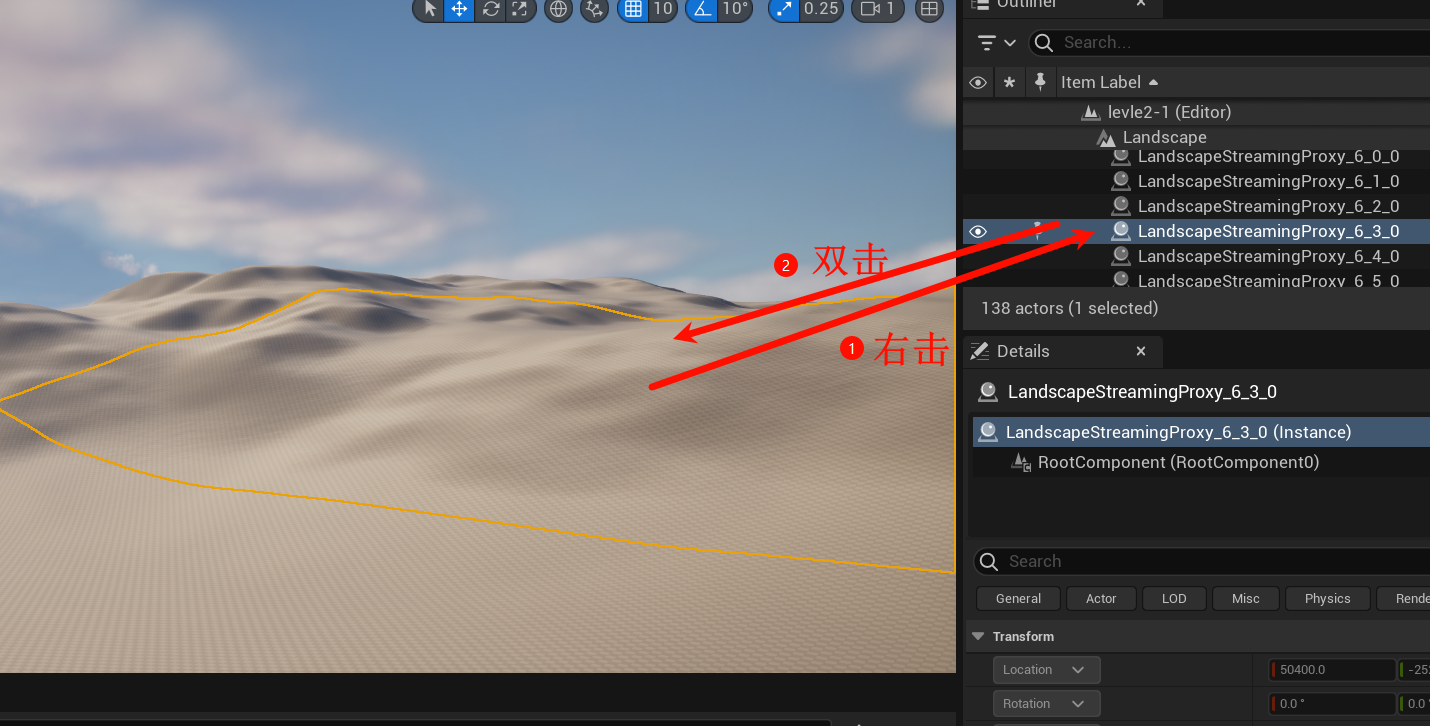 10
10°
0.25
1
Outliner
Search...
Item Label
levle2-1 (Editor)
Landscape
LandscapeStreamingProxy_6_0_0
LandscapeStreamingProxy_6_1_0
LandscapeStreamingProxy_6_2_0
LandscapeStreamingProxy_6_3_0
LandscapeStreamingProxy_6_4_0
LandscapeStreamingProxy_6_5_0
138 actors (1 selected)
2 双击
1 右击
Details
LandscapeStreamingProxy_6_3_0
LandscapeStreamingProxy_6_3_0 (Instance)
RootComponent (RootComponent0)
Search
General Actor LOD Misc Physics
Transform
Location 50400.0
Rotation 0.0 ° 0.0 °